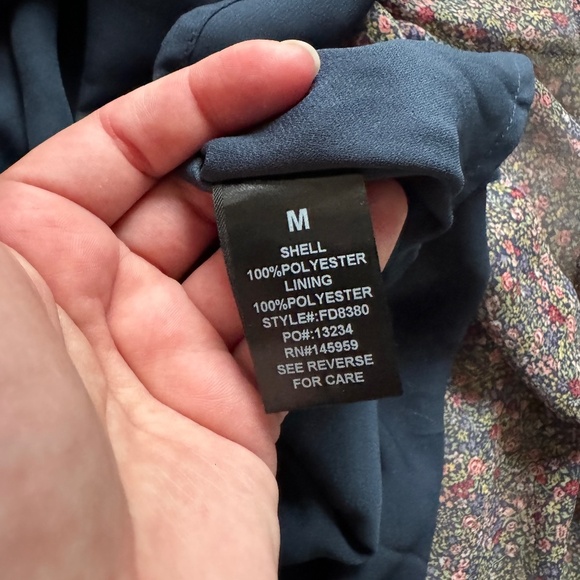 M
SHELL
100%POLYESTER
LINING
100%POLYESTER
STYLE#:FD8380
PO#:13234
RN#145959
SEE REVERSE
FOR CARE